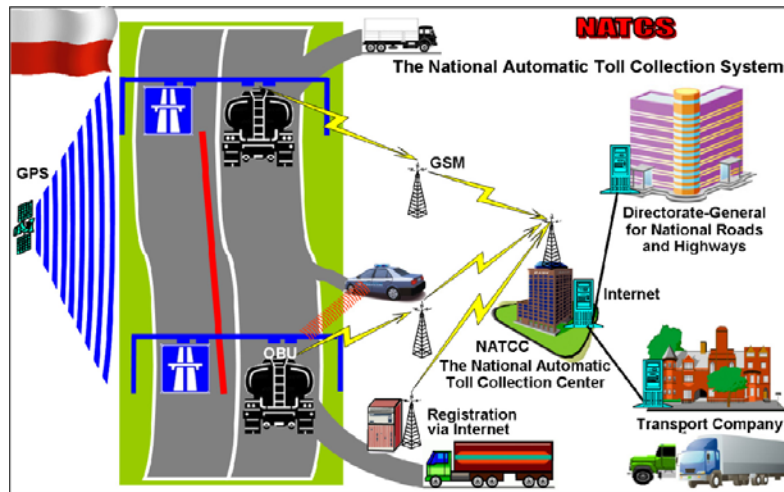 NATCS
The National Automatic Toll Collection System
GPS
GSM
Directorate-General
for National Roads
and Highways
Internet
OBU
NATCC
The National Automatic
Toll Collection Center
Registration
via Internet
Transport Company